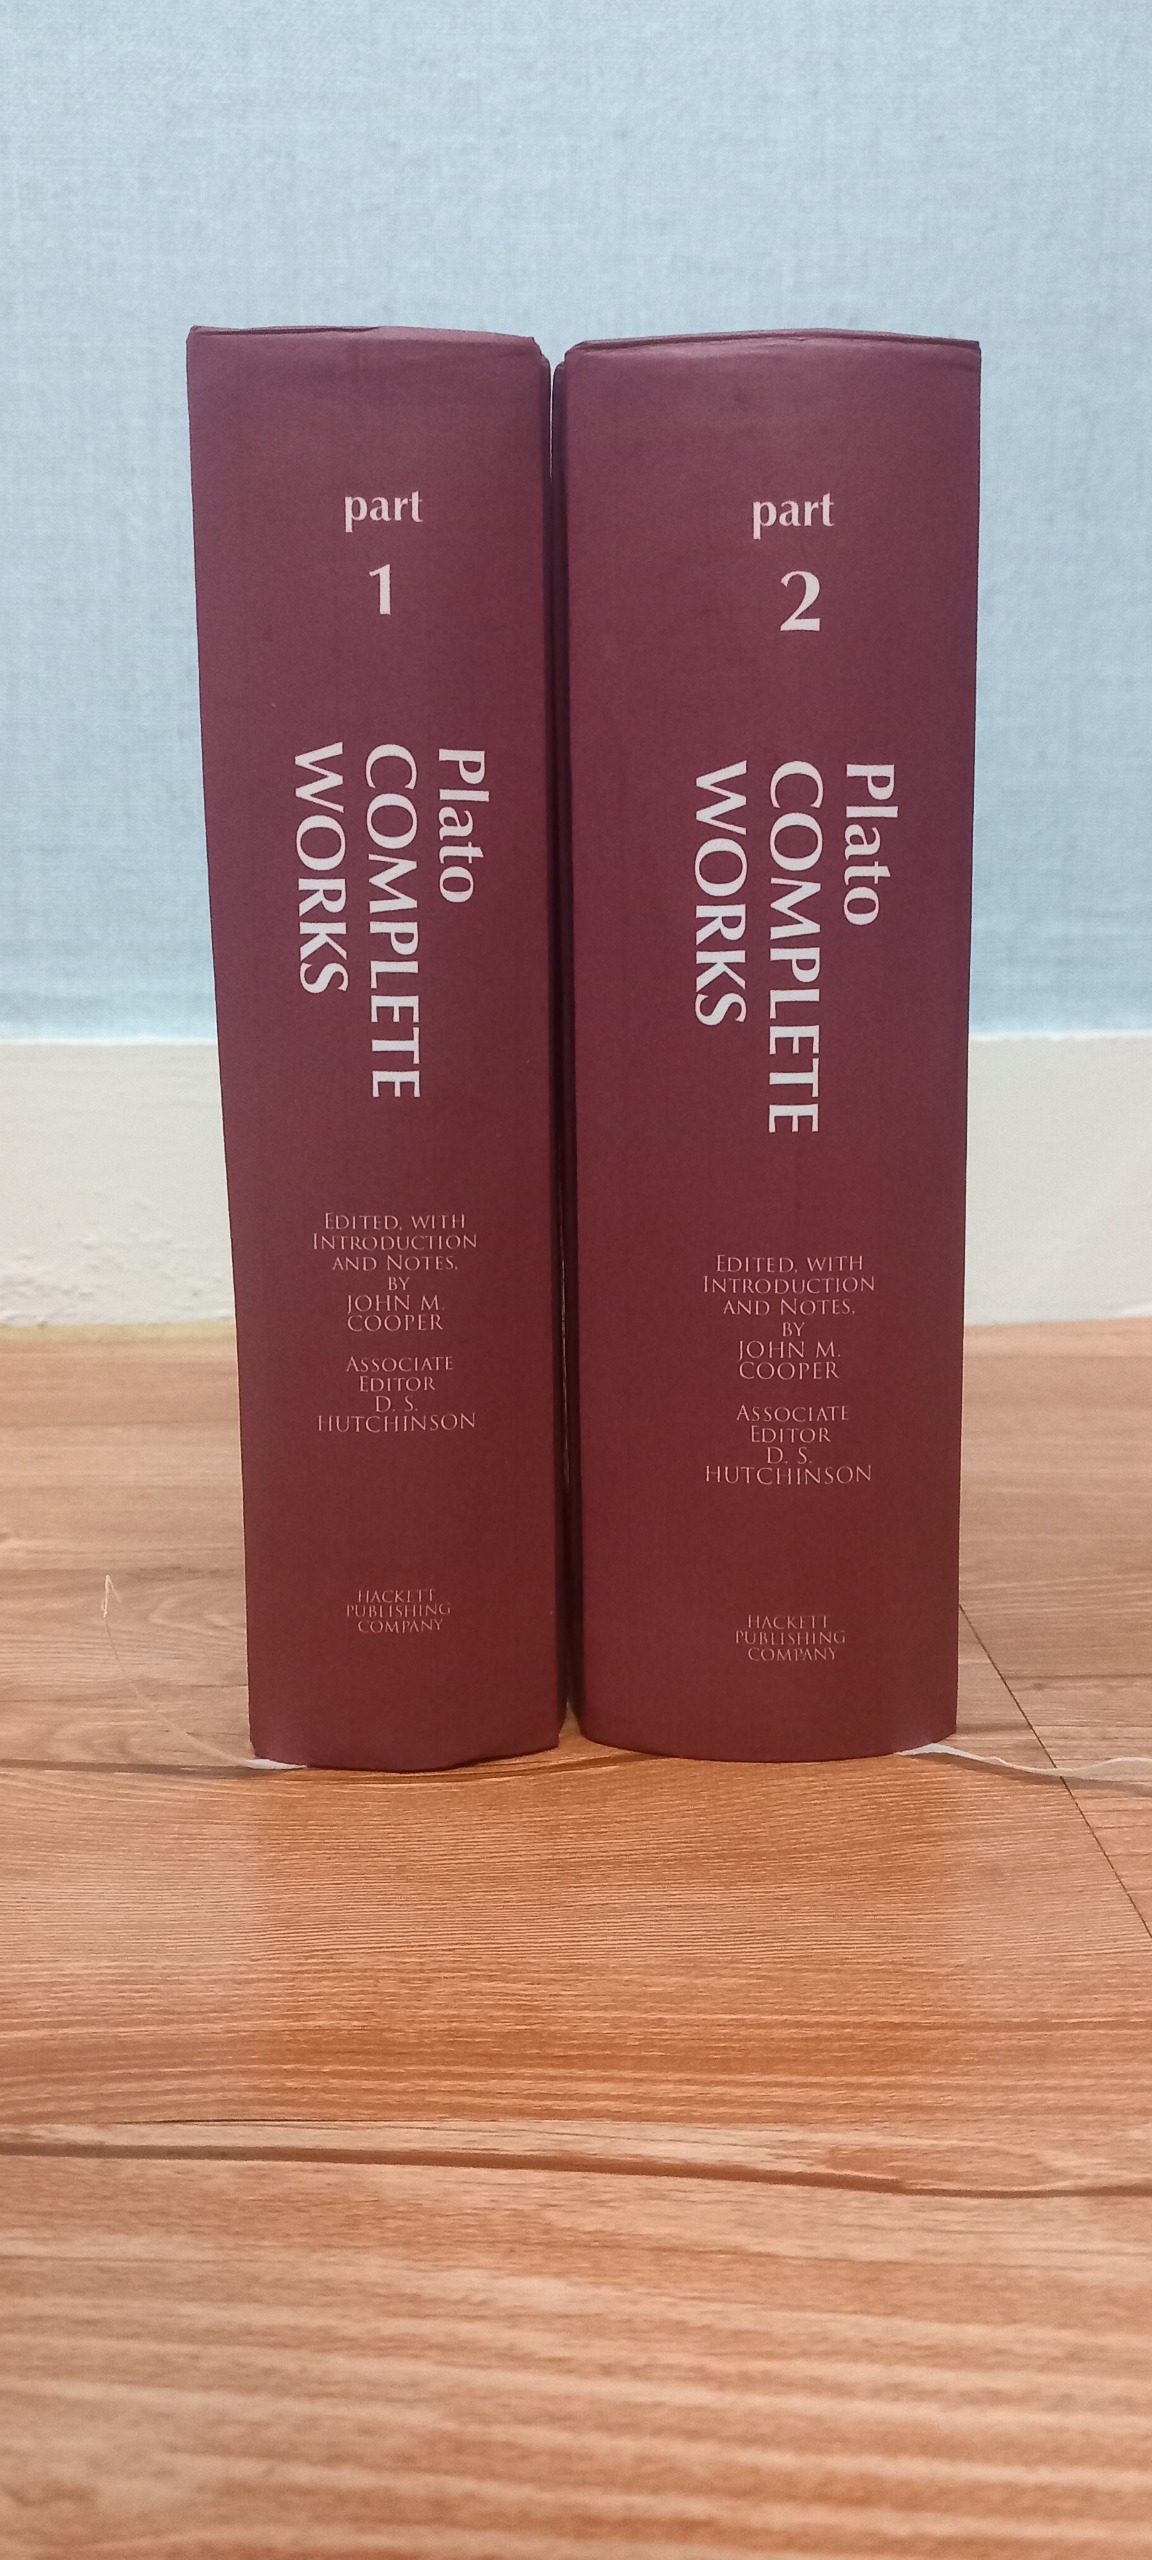 part
1
Plato
COMPLETE
WORKS
EDITED, WITH
INTRODUCTION
AND NOTES,
BY
JOHN M.
COOPER
ASSOCIATE
EDITOR
D. S.
HUTCHINSON
HACKETT
PUBLISHING
COMPANY
part
2
Plato
COMPLETE
WORKS
EDITED, WITH
INTRODUCTION
AND NOTES,
BY
JOHN M.
COOPER
ASSOCIATE
EDITOR
D. S.
HUTCHINSON
HACKETT
PUBLISHING
COMPANY